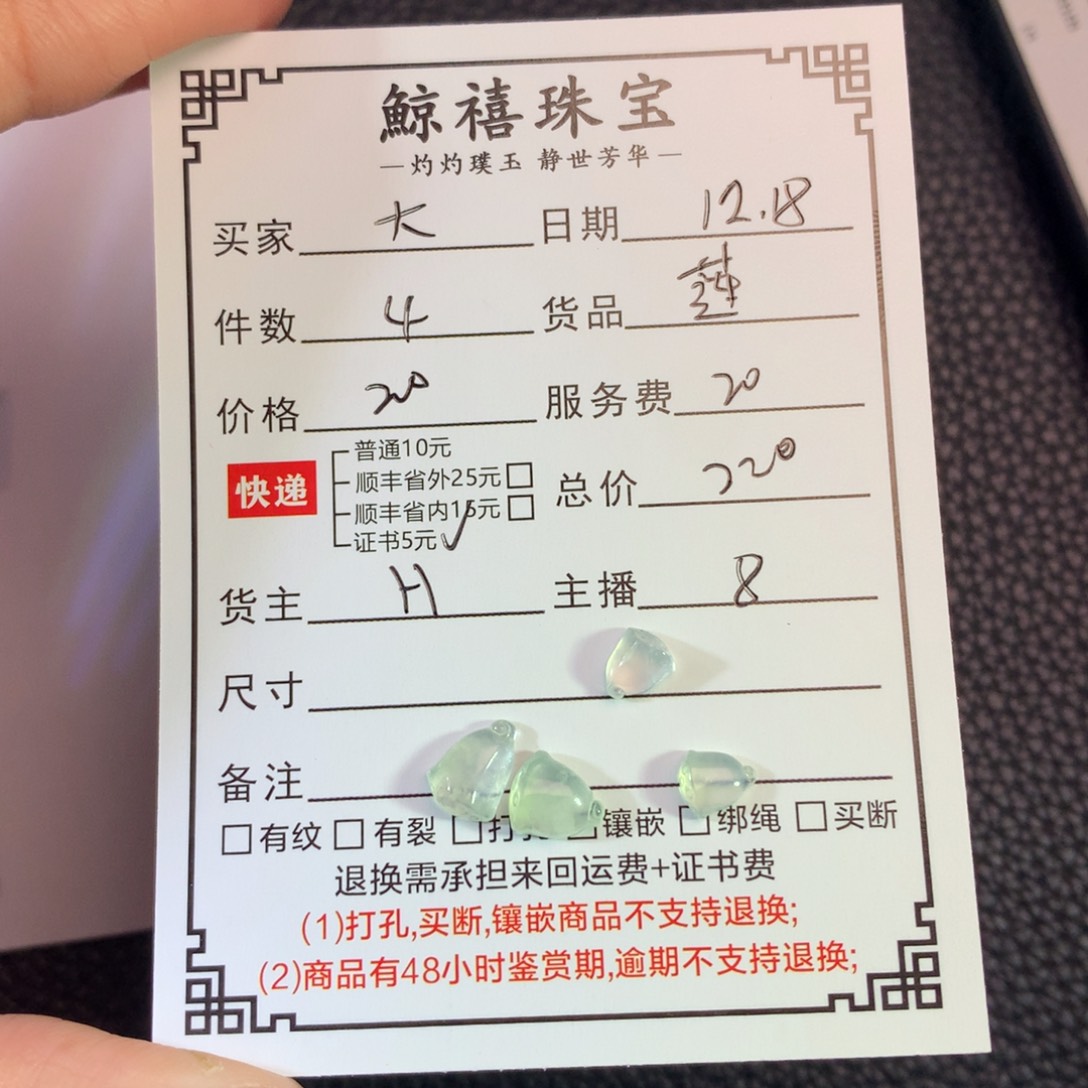 鲸禧珠宝
—灼灼璞玉 静世芳华—
买家 大 日期 12.18
件数 4 货品 莲
价格 200 服务费 20
快递 普通10元
顺丰省外25元□ 总价 220
顺丰省内15元□
证书5元✓
货主 H 主播 8
尺寸
备注
□有纹 □有裂 □打 □镶嵌 □绑绳 □买断
退换需承担来回运费+证书费
(1)打孔,买断,镶嵌商品不支持退换;
(2)商品有48小时鉴赏期,逾期不支持退换;